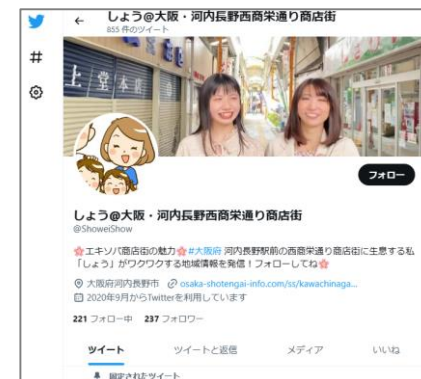 しょう@大阪・河内長野西商栄通り商店街
855 件のツイート
フォロー
しょう@大阪・河内長野西商栄通り商店街
@ShoweiShow
🌸エキソバ商店街の魅力🌸#大阪府 河内長野駅前の西商栄通り商店街に生息する私
「しょう」がワクワクする地域情報を発信！フォローしてね🌸
大阪府河内長野市 osaka-shotengai-info.com/ss/kawachinaga...
2020年9月からTwitterを利用しています
221 フォロー中 237 フォロワー
ツイート ツイートと返信 メディア いいね
固定されたツイート